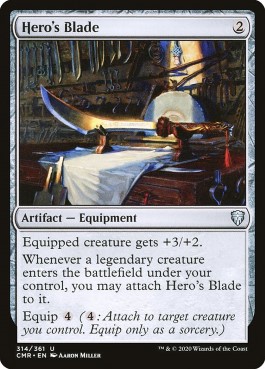 Hero's Blade 2
Artifact — Equipment
Equipped creature gets +3/+2.
Whenever a legendary creature
enters the battlefield under your
control, you may attach Hero's Blade
to it.
Equip 4 (4: Attach to target creature
you control. Equip only as a sorcery.)
314/361 U
CMR • EN AARON MILLER ™ & © 2020 Wizards of the Coast